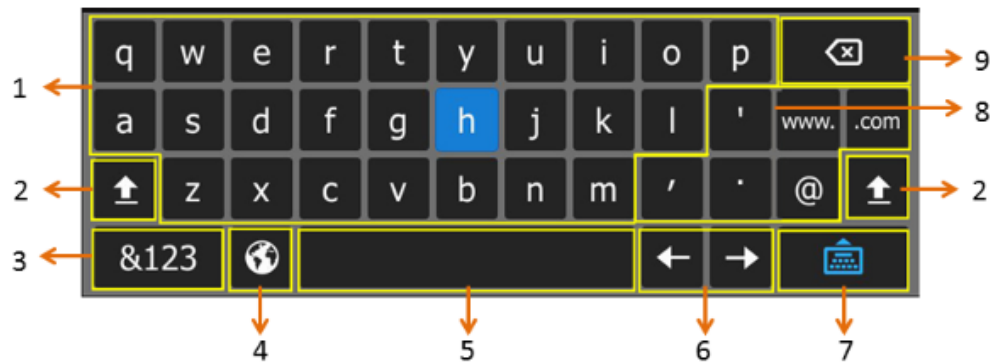 q w e r t y u i o p 9
1
a s d f g h j k l ' www. .com 8
2 z x c v b n m , . @ 2
3 &123
4 5 6 7